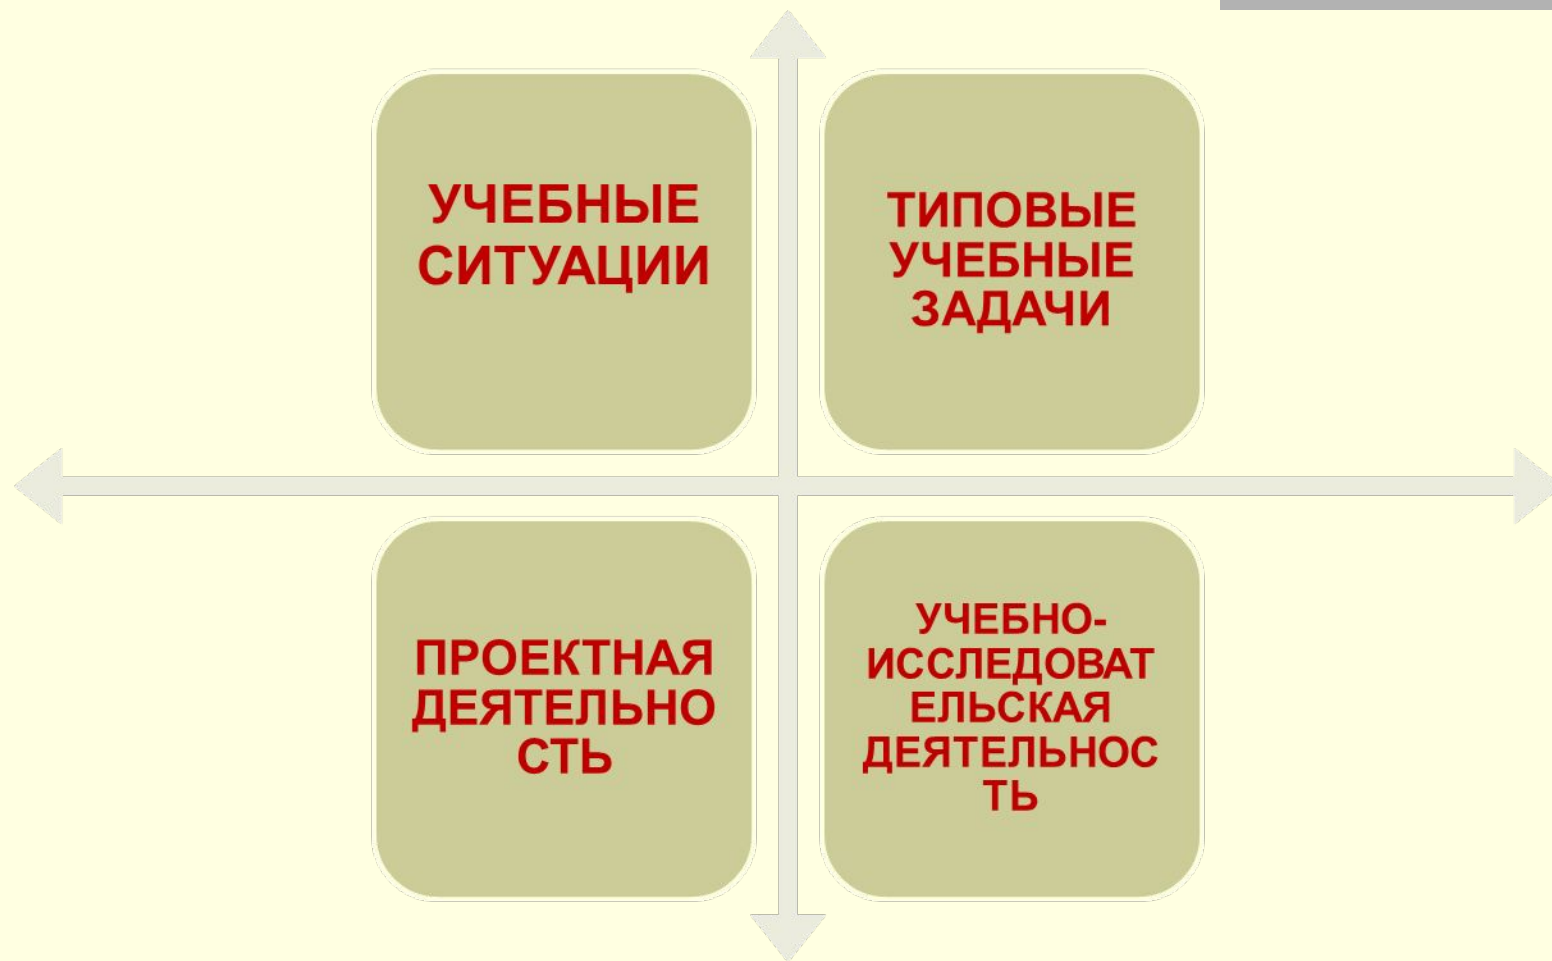 УЧЕБНЫЕ
СИТУАЦИИ
ТИПОВЫЕ
УЧЕБНЫЕ
ЗАДАЧИ
ПРОЕКТНАЯ
ДЕЯТЕЛЬНО
СТЬ
УЧЕБНО-
ИССЛЕДОВАТ
ЕЛЬСКАЯ
ДЕЯТЕЛЬНОС
ТЬ